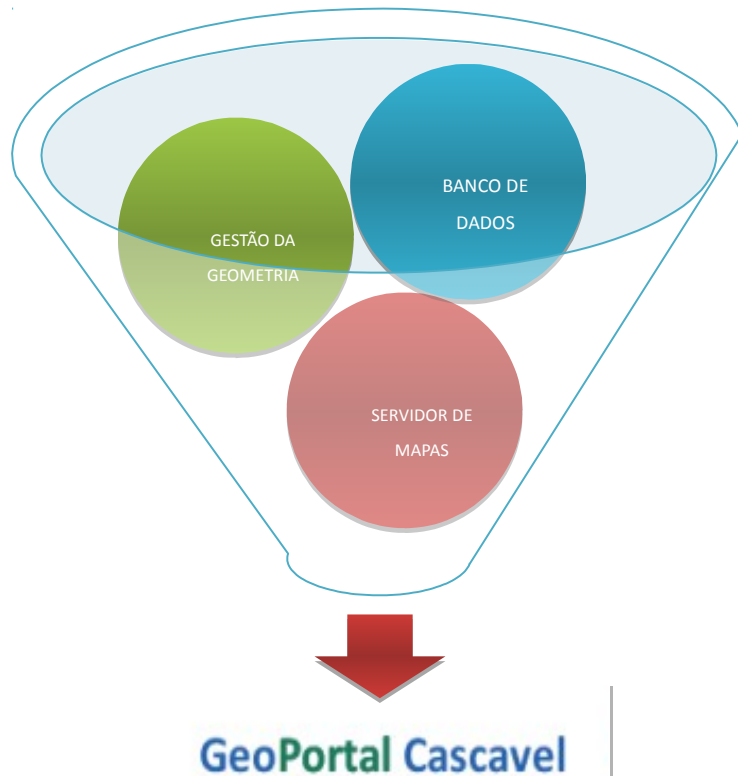 BANCO DE
DADOS
GESTÃO DA
GEOMETRIA
SERVIDOR DE
MAPAS
GeoPortal Cascavel